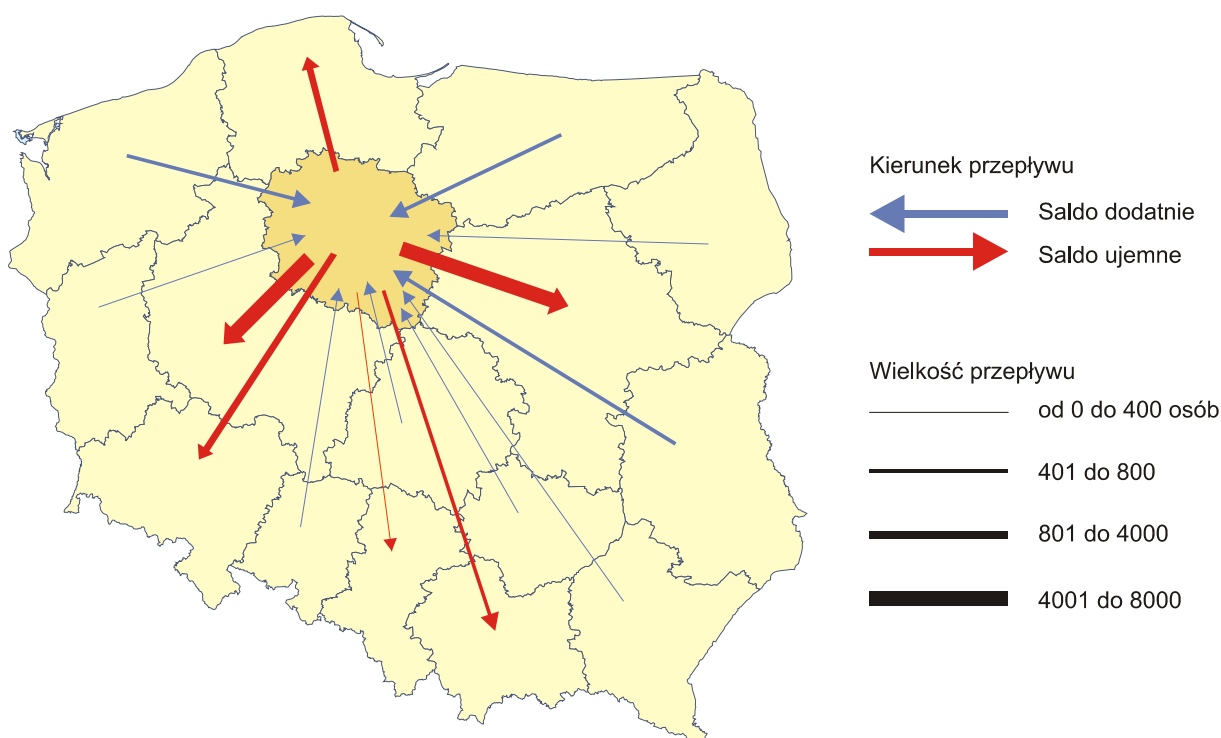 Kierunek przepływu
Saldo dodatnie
Saldo ujemne
Wielkość przepływu
od 0 do 400 osób
401 do 800
801 do 4000
4001 do 8000